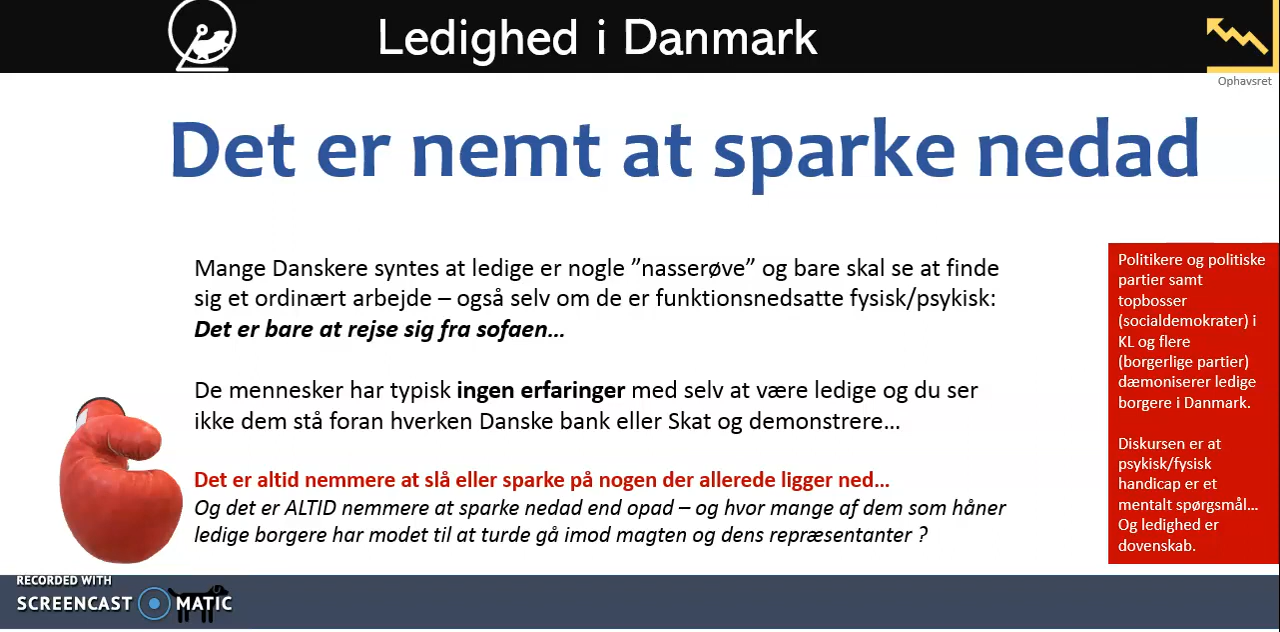 Ledighed i Danmark
Ophavsret
Det er nemt at sparke nedad
Mange Danskere syntes at ledige er nogle ”nasserøve” og bare skal se at finde
sig et ordinært arbejde – også selv om de er funktionsnedsatte fysisk/psykisk:
Det er bare at rejse sig fra sofaen...
De mennesker har typisk ingen erfaringer med selv at være ledige og du ser
ikke dem stå foran hverken Danske bank eller Skat og demonstrere...
Det er altid nemmere at slå eller sparke på nogen der allerede ligger ned...
Og det er ALTID nemmere at sparke nedad end opad – og hvor mange af dem som håner
ledige borgere har modet til at turde gå imod magten og dens repræsentanter ?
Politikere og politiske
partier samt
topbosser
(socialdemokrater) i
KL og flere
(borgerlige partier)
dæmoniserer ledige
borgere i Danmark.
Diskursen er at
psykisk/fysisk
handicap er et
mentalt spørgsmål...
Og ledighed er
dovenskab.
RECORDED WITH
SCREENCAST MATIC